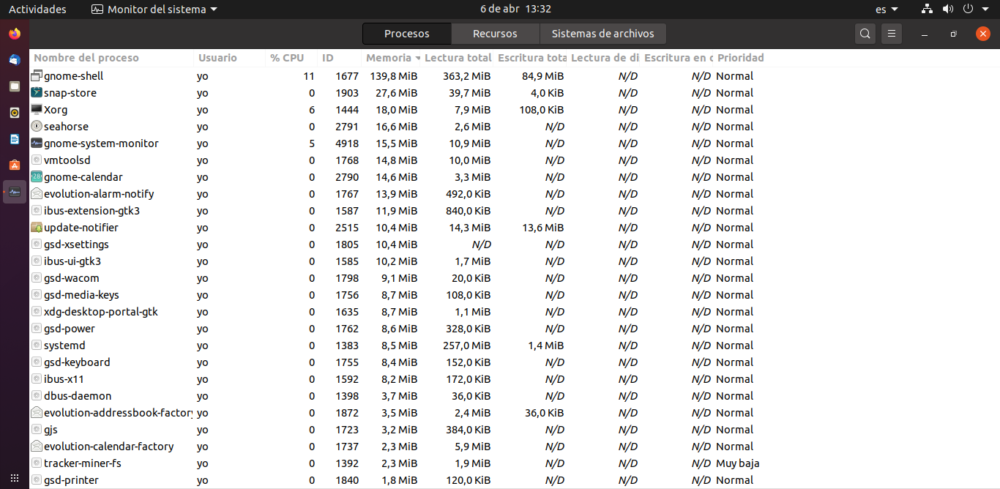 Actividades Monitor del sistema 6 de abr 13:32 es
Procesos Recursos Sistemas de archivos
Nombre del proceso Usuario % CPU ID Memoria Lectura total Escritura tota Lectura de di Escritura en c Prioridad
gnome-shell yo 11 1677 139,8 MiB 363,2 MiB 84,9 MiB N/D N/D Normal
snap-store yo 0 1903 27,6 MiB 39,7 MiB 4,0 KiB N/D N/D Normal
Xorg yo 6 1444 18,0 MiB 7,9 MiB 108,0 KiB N/D N/D Normal
seahorse yo 0 2791 16,6 MiB 2,6 MiB N/D N/D N/D Normal
gnome-system-monitor yo 5 4918 15,5 MiB 10,9 MiB N/D N/D N/D Normal
vmtoolsd yo 0 1768 14,8 MiB 10,0 MiB N/D N/D N/D Normal
28 gnome-calendar yo 0 2790 14,6 MiB 3,3 MiB N/D N/D N/D Normal
evolution-alarm-notify yo 0 1767 13,9 MiB 492,0 KiB N/D N/D N/D Normal
ibus-extension-gtk3 yo 0 1587 11,9 MiB 840,0 KiB N/D N/D N/D Normal
update-notifier yo 0 2515 10,4 MiB 14,3 MiB 13,6 MiB N/D N/D Normal
gsd-xsettings yo 0 1805 10,4 MiB N/D N/D N/D N/D Normal
ibus-ui-gtk3 yo 0 1585 10,2 MiB 1,7 MiB N/D N/D N/D Normal
gsd-wacom yo 0 1798 9,1 MiB 20,0 KiB N/D N/D N/D Normal
gsd-media-keys yo 0 1756 8,7 MiB 108,0 KiB N/D N/D N/D Normal
xdg-desktop-portal-gtk yo 0 1635 8,7 MiB 1,1 MiB N/D N/D N/D Normal
gsd-power yo 0 1762 8,6 MiB 328,0 KiB N/D N/D N/D Normal
systemd yo 0 1383 8,5 MiB 257,0 MiB 1,4 MiB N/D N/D Normal
gsd-keyboard yo 0 1755 8,4 MiB 152,0 KiB N/D N/D N/D Normal
ibus-x11 yo 0 1592 8,2 MiB 172,0 KiB N/D N/D N/D Normal
dbus-daemon yo 0 1398 3,7 MiB 36,0 KiB N/D N/D N/D Normal
evolution-addressbook-factory yo 0 1872 3,5 MiB 2,4 MiB 36,0 KiB N/D N/D Normal
gjs yo 0 1723 3,2 MiB 384,0 KiB N/D N/D N/D Normal
evolution-calendar-factory yo 0 1737 2,3 MiB 5,9 MiB N/D N/D N/D Normal
tracker-miner-fs yo 0 1392 2,3 MiB 1,9 MiB N/D N/D N/D Muy baja
gsd-printer yo 0 1840 1,8 MiB 120,0 KiB N/D N/D N/D Normal